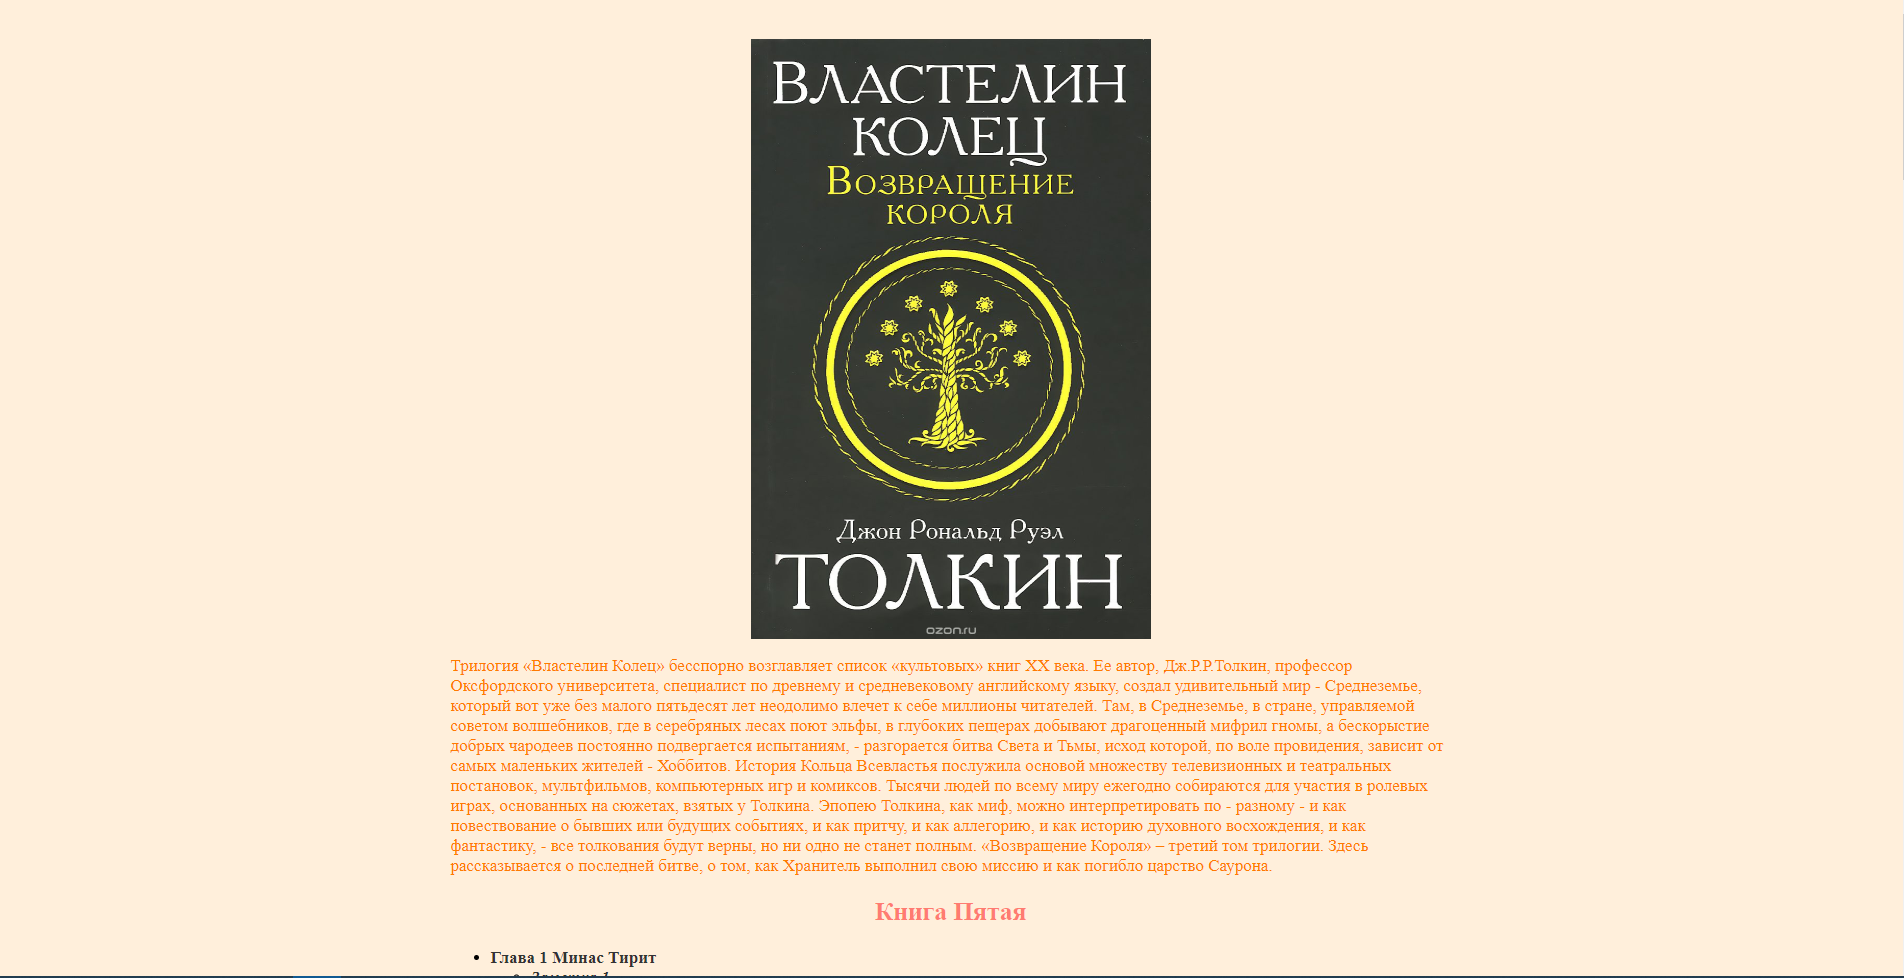 Властелин
колец
Возвращение
короля
Джон Рональд Руэл
Толкин
ozon.ru
Трилогия «Властелин Колец» бесспорно возглавляет список «культовых» книг XX века. Ее автор, Дж.Р.Р.Толкин, профессор
Оксфордского университета, специалист по древнему и средневековому английскому языку, создал удивительный мир - Среднеземье,
который вот уже без малого пятьдесят лет неодолимо влечет к себе миллионы читателей. Там, в Среднеземье, в стране, управляемой
советом волшебников, где в серебряных лесах поют эльфы, в глубоких пещерах добывают драгоценный мифрил гномы, а бескорыстие
добрых чародеев постоянно подвергается испытаниям, - разгорается битва Света и Тьмы, исход которой, по воле провидения, зависит от
самых маленьких жителей - Хоббитов. История Кольца Всевластья послужила основой множеству телевизионных и театральных
постановок, мультфильмов, компьютерных игр и комиксов. Тысячи людей по всему миру ежегодно собираются для участия в ролевых
играх, основанных на сюжетах, взятых у Толкина. Эпопею Толкина, как миф, можно интерпретировать по - разному - и как
повествование о бывших или будущих событиях, и как притчу, и как аллегорию, и как историю духовного восхождения, и как
фантастику, - все толкования будут верны, но ни одно не станет полным. «Возвращение Короля» – третий том трилогии. Здесь
рассказывается о последней битве, о том, как Хранитель выполнил свою миссию и как погибло царство Саурона.
Книга Пятая
Глава 1 Минас Тирит